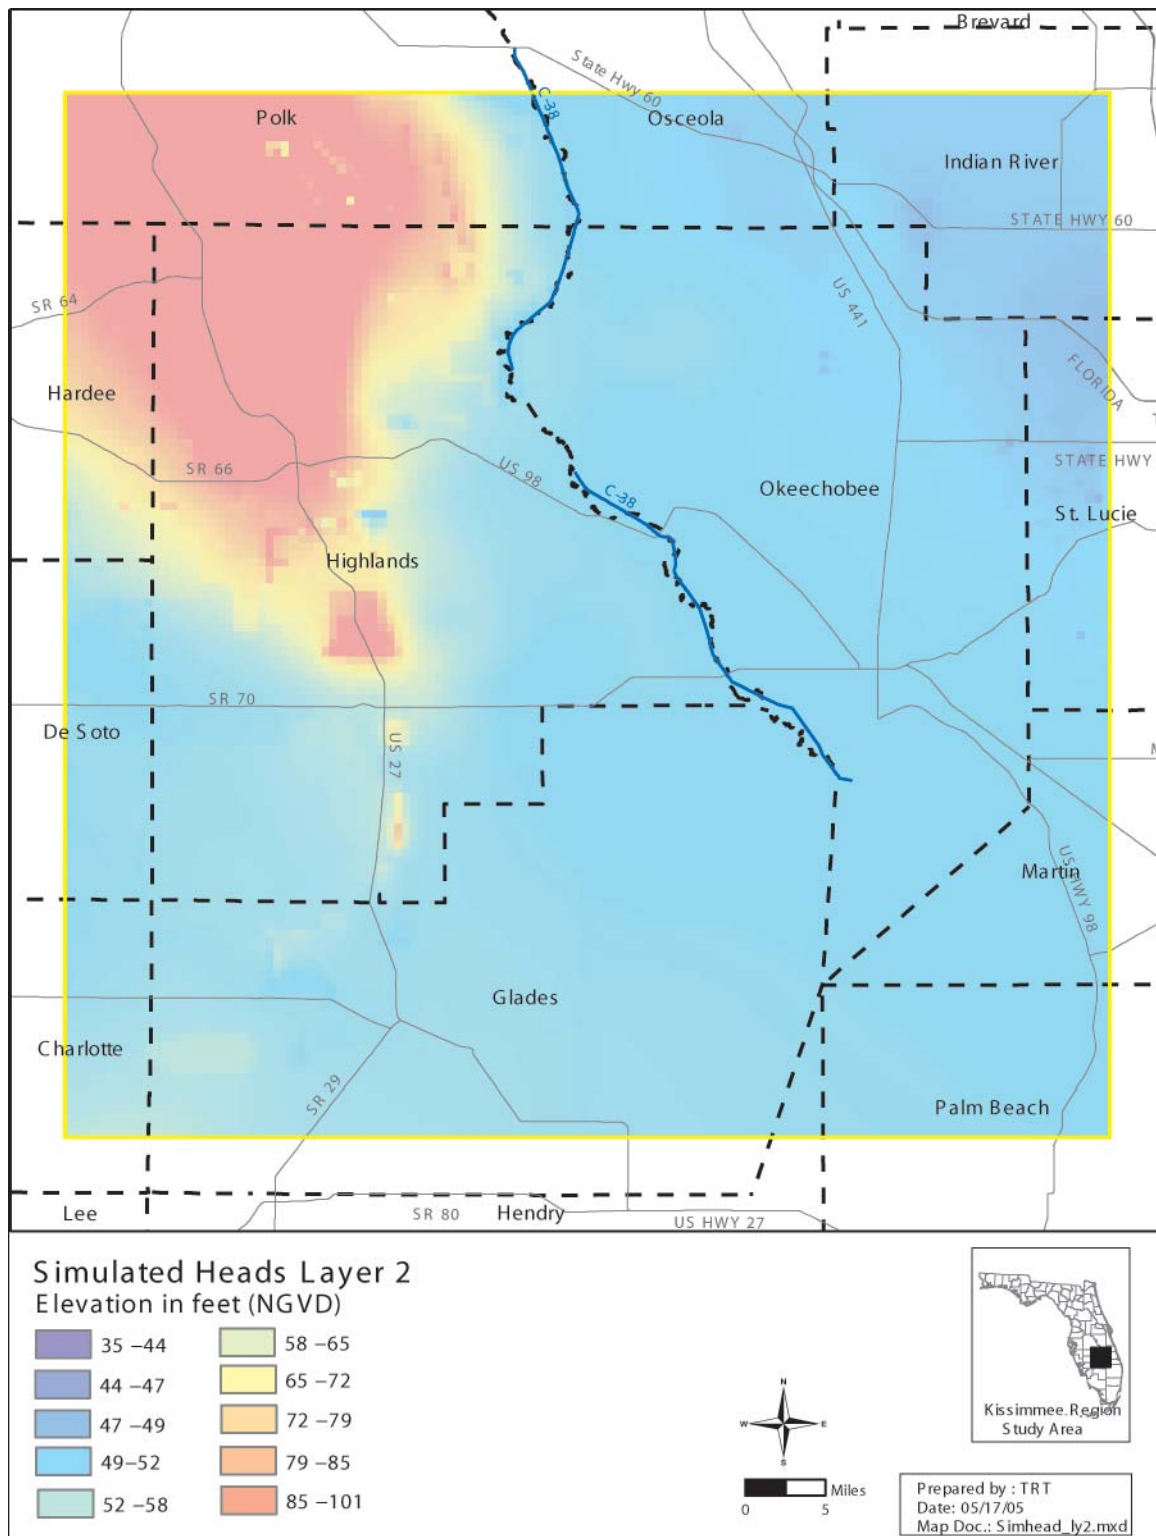 Brevard
State Hwy 60
C-38
Polk
Osceola
Indian River
STATE HWY 60
SR 64
US 441
FLORIDA
Hardee
SR 66
US 98
C-38
Okeechobee
STATE HWY
St. Lucie
Highlands
SR 70
De Soto
US 27
Martin
US HWY 98
Glades
Charlotte
SR 29
Palm Beach
Lee
SR 80
Hendry
US HWY 27
Simulated Heads Layer 2
Elevation in feet (NGVD)
35 –44
44 –47
47 –49
49–52
52 –58
58 –65
65 –72
72 –79
79 –85
85 –101
N
W
E
S
Miles
0 5
Kissimmee Region
Study Area
Prepared by : TRT
Date: 05/17/05
Map Doc.: Simhead_ly2.mxd